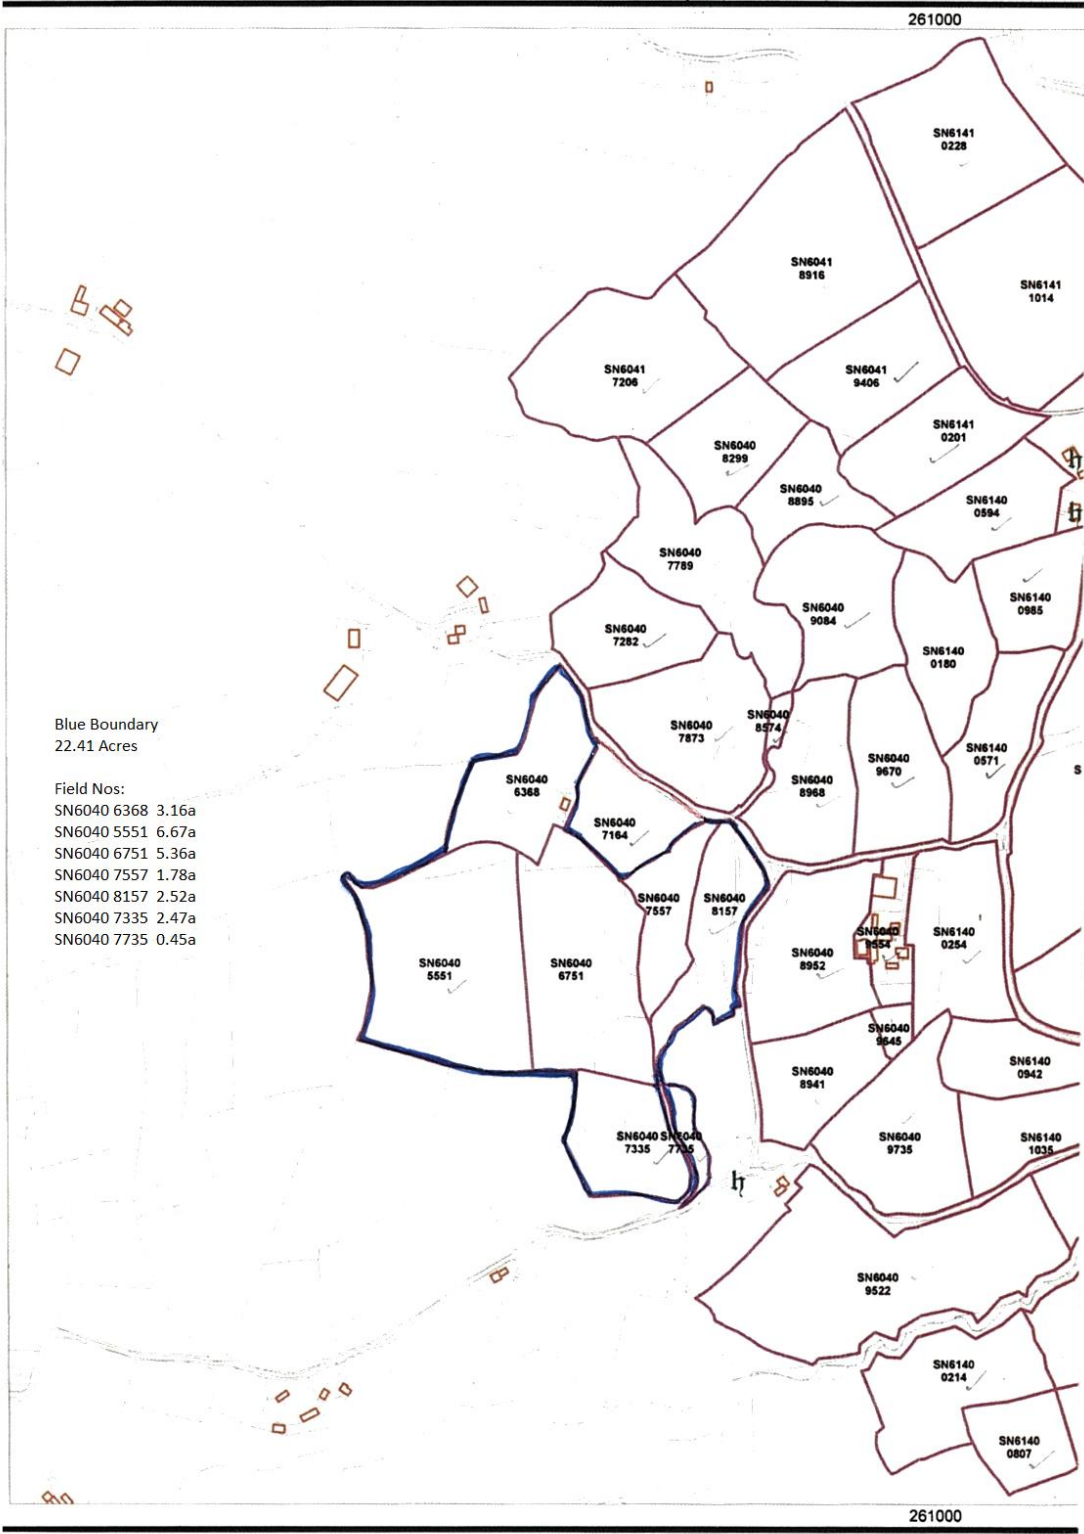 261000
SN6141
0228
SN6041
8916
SN6141
1014
SN6041
7206
SN6041
9406
SN6141
0201
SN6040
8299
SN6040
8895
SN6140
0594
h
h
SN6040
7789
SN6140
0985
SN6040
9084
SN6040
7282
SN6140
0180
SN6040
7873
SN6040
8574
SN6040
9670
SN6140
0571
S
SN6040
8968
SN6040
6368
SN6040
7164
Blue Boundary
22.41 Acres
Field Nos:
SN6040 6368 3.16a
SN6040 5551 6.67a
SN6040 6751 5.36a
SN6040 7557 1.78a
SN6040 8157 2.52a
SN6040 7335 2.47a
SN6040 7735 0.45a
SN6040
7557
SN6040
8157
SN6040
9554
SN6140
0254
SN6040
8952
SN6040
5551
SN6040
6751
SN6040
9645
SN6140
0942
SN6040
8941
SN6040
7335
SN6040
7735
SN6040
9735
SN6140
1035
h
SN6040
9522
SN6140
0214
SN6140
0807
261000